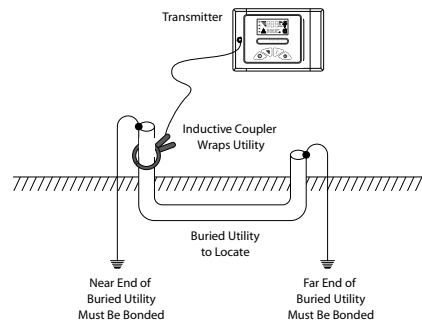 Transmitter
Inductive Coupler
Wraps Utility
Buried Utility
to Locate
Near End of
Buried Utility
Must Be Bonded
Far End of
Buried Utility
Must Be Bonded